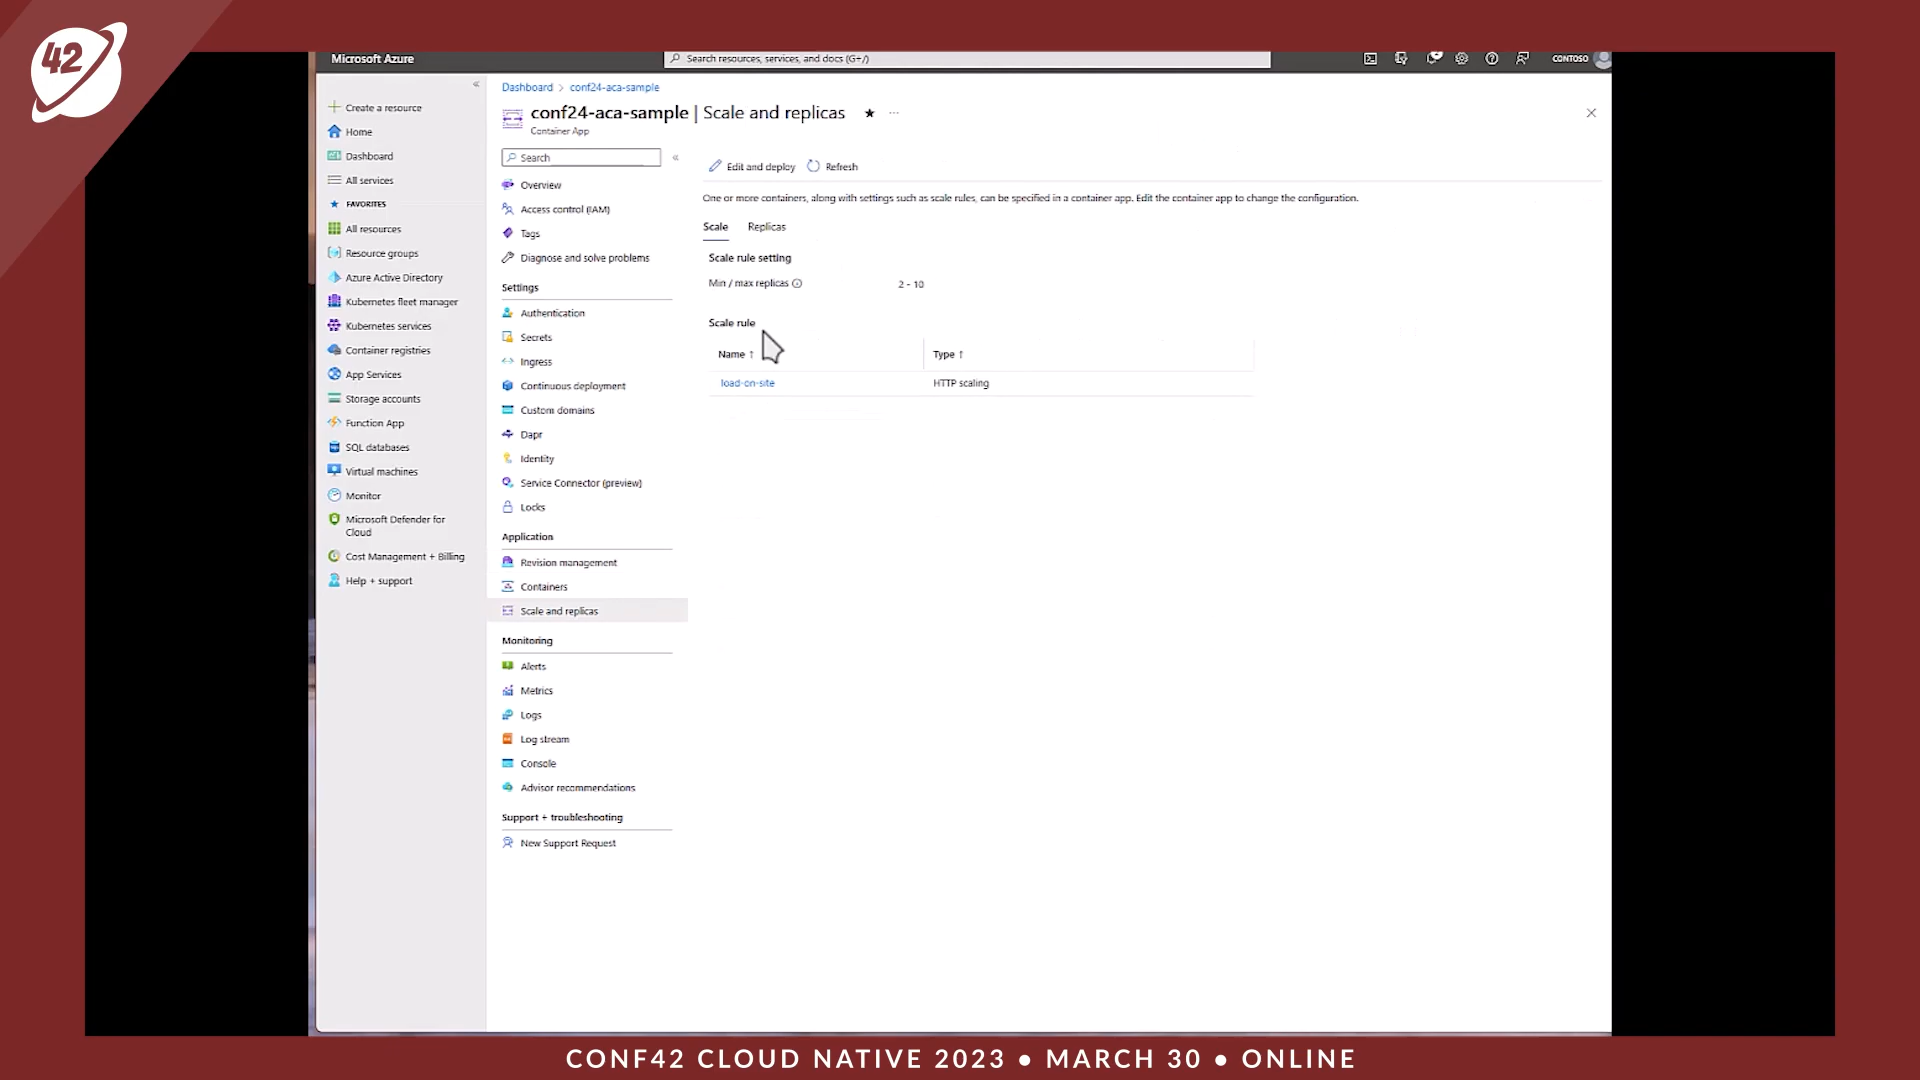 42
Microsoft Azure
Search resources, services, and docs (G+/)
CONTOSO
Create a resource
Home
Dashboard
All services
FAVORITES
All resources
Resource groups
Azure Active Directory
Kubernetes fleet manager
Kubernetes services
Container registries
App Services
Storage accounts
Function App
SQL databases
Virtual machines
Monitor
Microsoft Defender for
Cloud
Cost Management + Billing
Help + support
Dashboard > conf24-aca-sample
conf24-aca-sample | Scale and replicas
Container App
Search
Overview
Access control (IAM)
Tags
Diagnose and solve problems
Settings
Authentication
Secrets
Ingress
Continuous deployment
Custom domains
Dapr
Identity
Service Connector (preview)
Locks
Application
Revision management
Containers
Scale and replicas
Monitoring
Alerts
Metrics
Logs
Log stream
Console
Advisor recommendations
Support + troubleshooting
New Support Request
Edit and deploy Refresh
One or more containers, along with settings such as scale rules, can be specified in a container app. Edit the container app to change the configuration.
Scale Replicas
Scale rule setting
Min / max replicas 2 - 10
Scale rule
Name ↑ Type ↑
load-on-site HTTP scaling
CONF42 CLOUD NATIVE 2023 • MARCH 30 • ONLINE